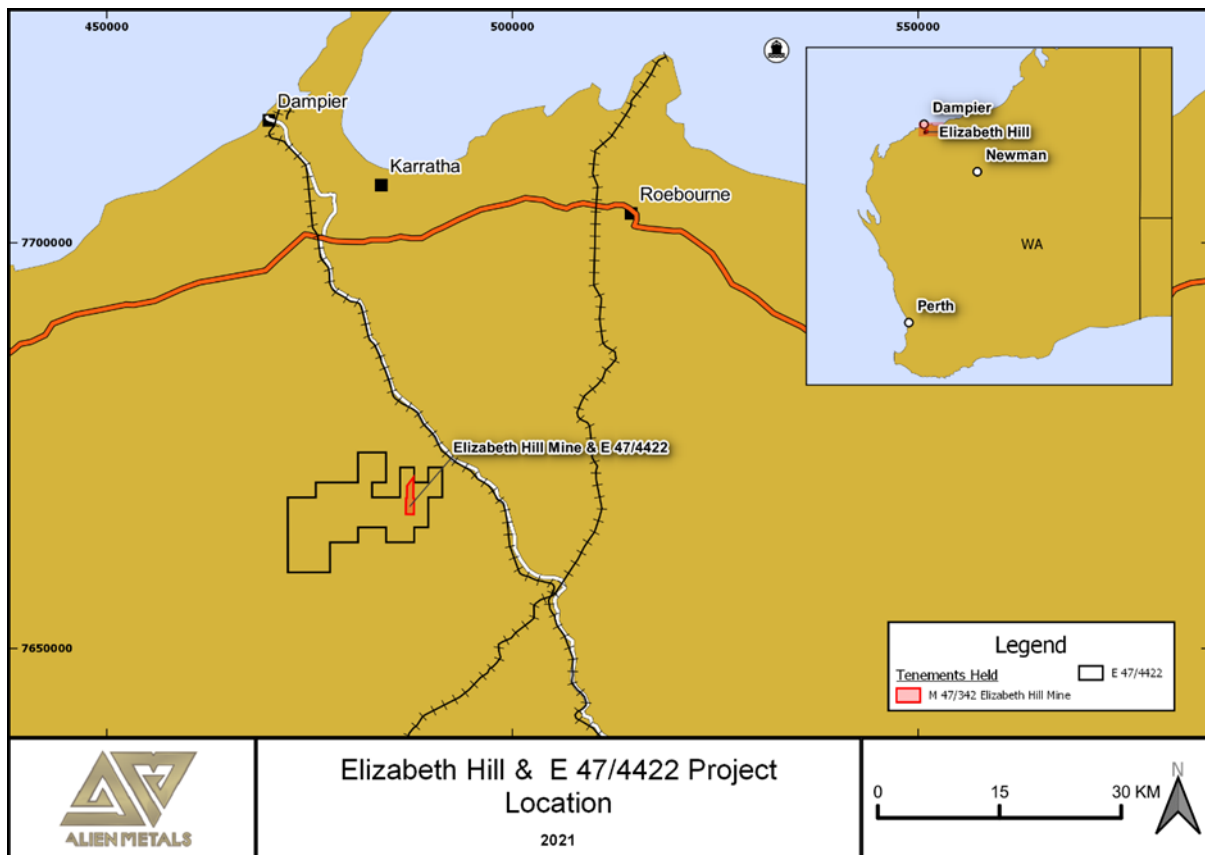 450000
500000
550000
Dampier
Karratha
Roebourne
7700000
Elizabeth Hill Mine & E 47/4422
7650000
Dampier
Elizabeth Hill
Newman
WA
Perth
Legend
Tenements Held
E 47/4422
M 47/342 Elizabeth Hill Mine
ALIEN METALS
Elizabeth Hill & E 47/4422 Project
Location
2021
0
15
30 KM
N